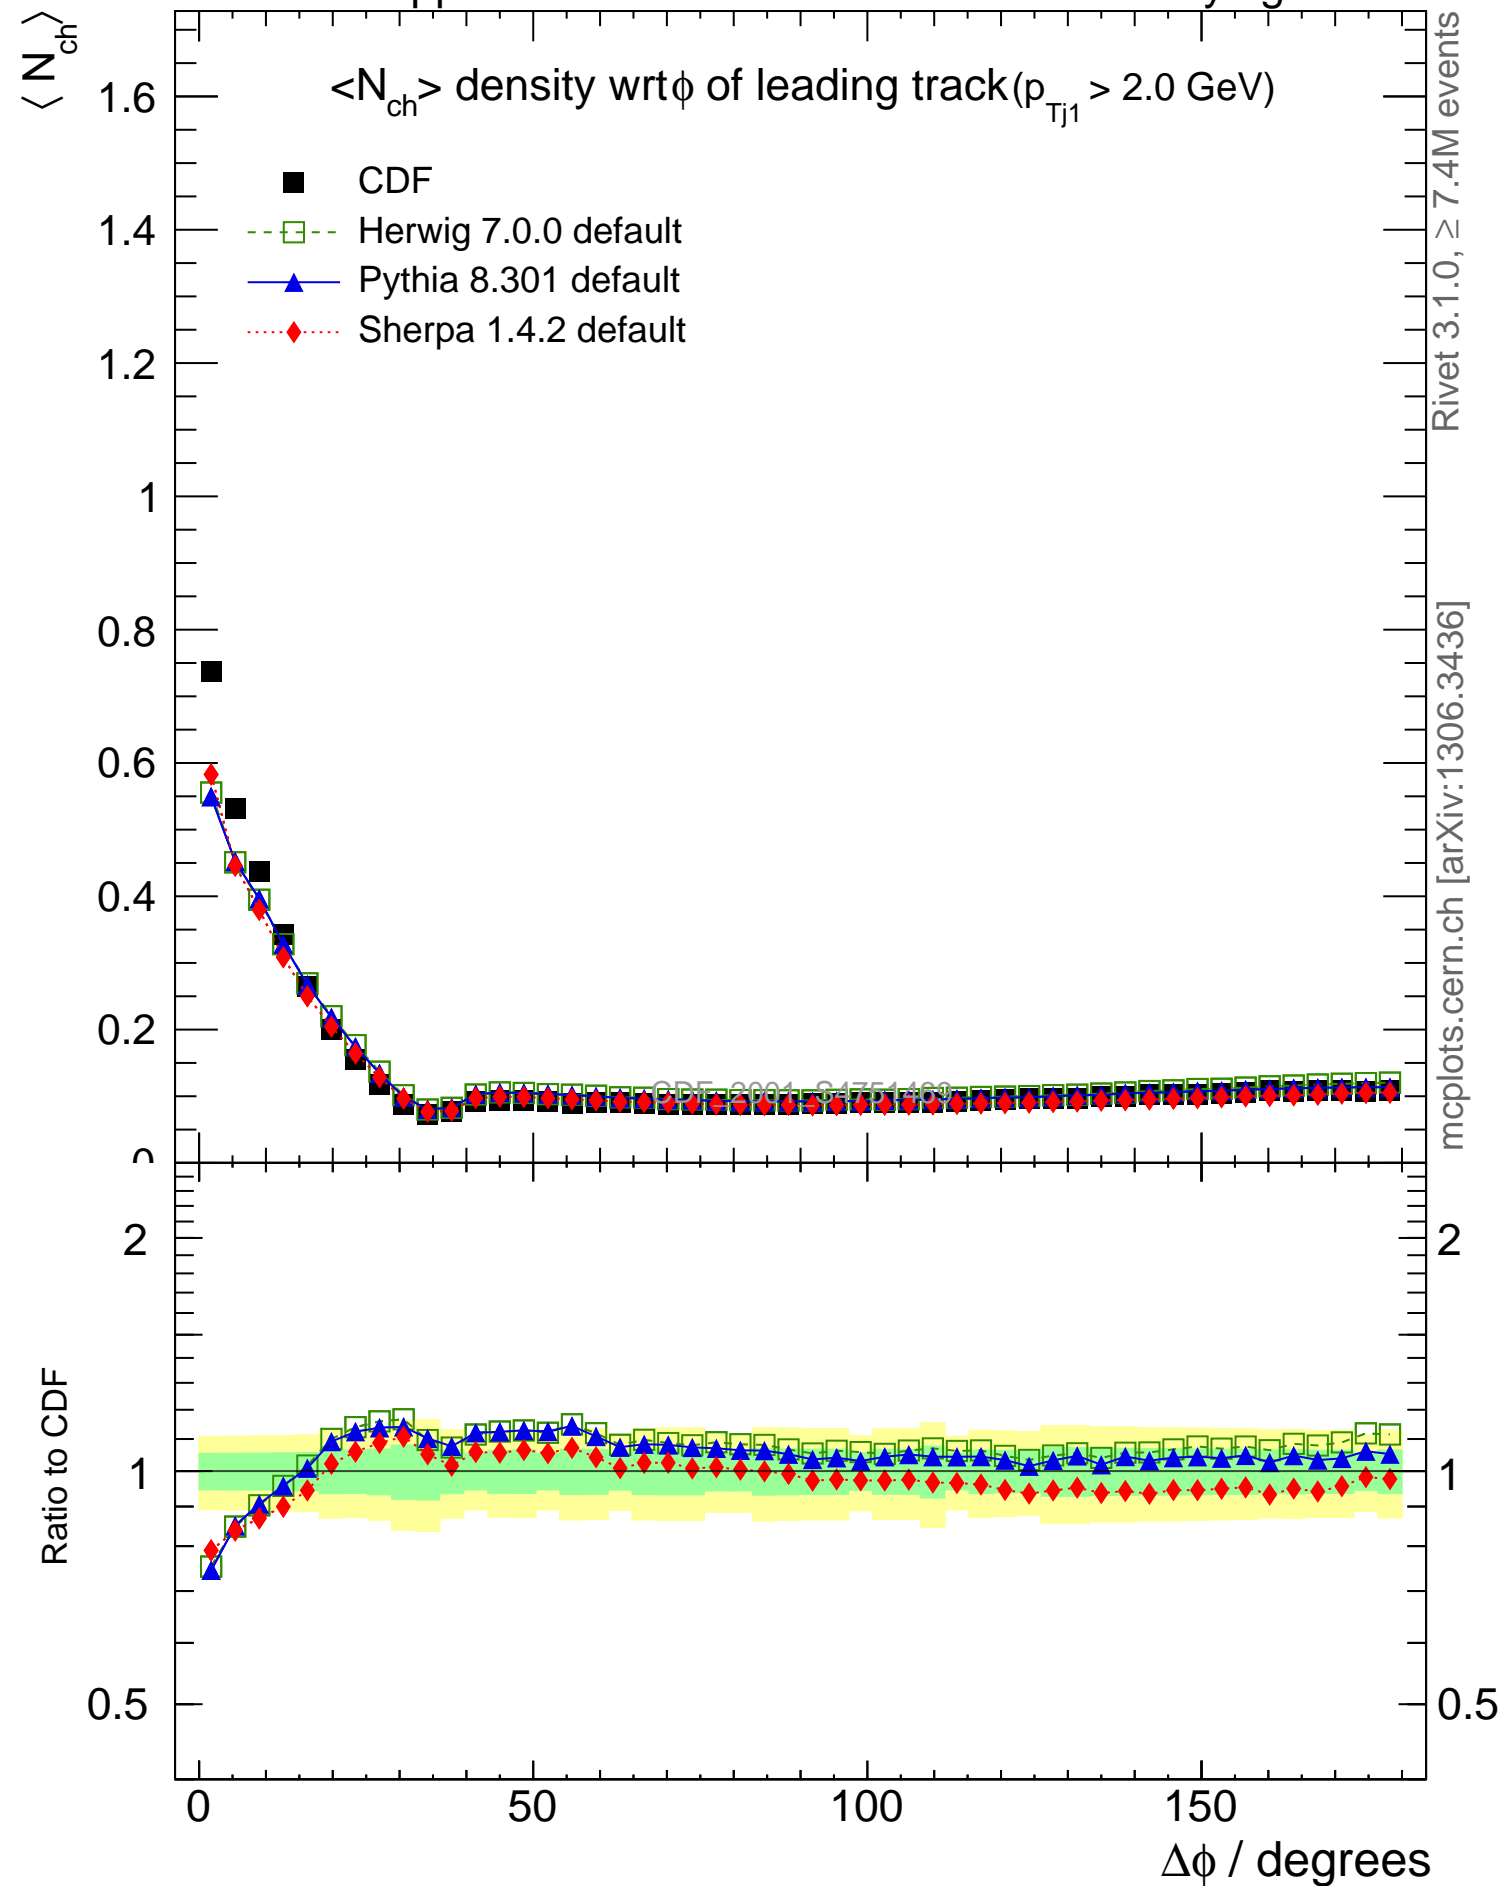 ⟨ N_ch ⟩
<N_ch> density wrt φ of leading track (p_Tj1 > 2.0 GeV)
CDF
Herwig 7.0.0 default
Pythia 8.301 default
Sherpa 1.4.2 default
1.6
1.4
1.2
1
0.8
0.6
0.4
0.2
0
CDF_2001_S4751469
Rivet 3.1.0, ≥ 7.4M events
mcplots.cern.ch [arXiv:1306.3436]
Ratio to CDF
2
1
0.5
2
1
0.5
0 50 100 150
Δφ / degrees